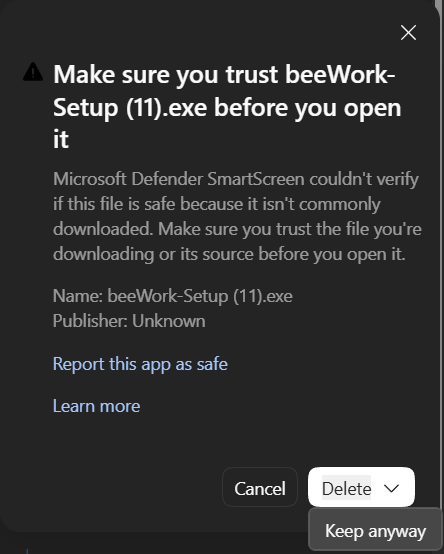 Make sure you trust beeWork-
Setup (11).exe before you open
it
Microsoft Defender SmartScreen couldn't verify
if this file is safe because it isn't commonly
downloaded. Make sure you trust the file you're
downloading or its source before you open it.
Name: beeWork-Setup (11).exe
Publisher: Unknown
Report this app as safe
Learn more
Cancel
Delete
Keep anyway